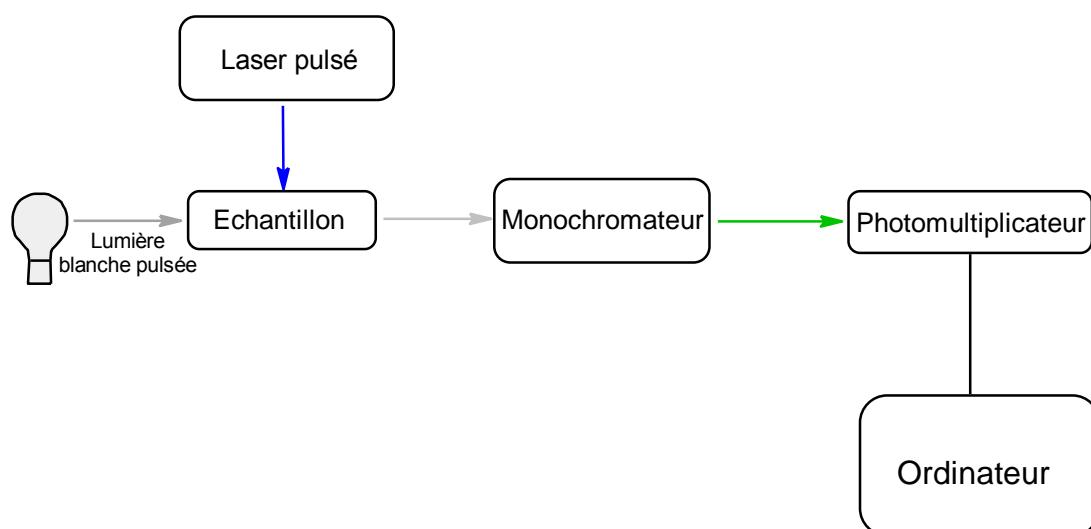 Laser pulsé
Echantillon
Lumière
blanche pulsée
Monochromateur
Photomultiplicateur
Ordinateur